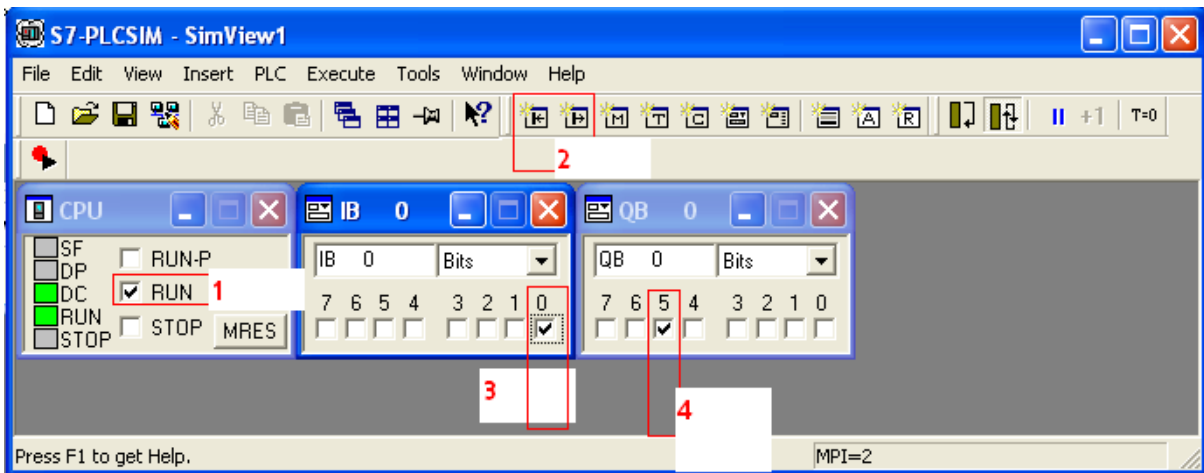 S7-PLCSIM - SimView1
File Edit View Insert PLC Execute Tools Window Help
M T C A R +1 T=0
2
CPU
SF
DP
DC
RUN
STOP
RUN-P
RUN 1
STOP MRES
IB 0
IB 0 Bits
7 6 5 4 3 2 1 0
3
QB 0
QB 0 Bits
7 6 5 4 3 2 1 0
4
Press F1 to get Help. MPI=2